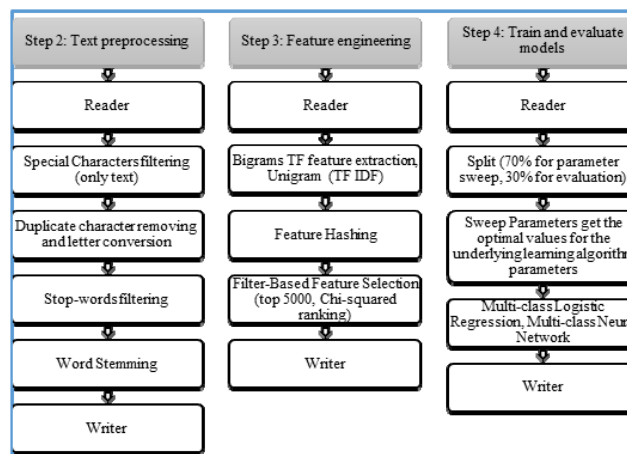 Step 2: Text preprocessing
Reader
Special Characters filtering
(only text)
Duplicate character removing
and letter conversion
Stop-words filtering
Word Stemming
Writer
Step 3: Feature engineering
Reader
Bigrams TF feature extraction,
Unigram (TF IDF)
Feature Hashing
Filter-Based Feature Selection
(top 5000, Chi-squared
ranking)
Writer
Step 4: Train and evaluate
models
Reader
Split (70% for parameter
sweep, 30% for evaluation)
Sweep Parameters get the
optimal values for the
underlying learning algorithm
parameters
Multi-class Logistic
Regression, Multi-class Neur
Network
Writer